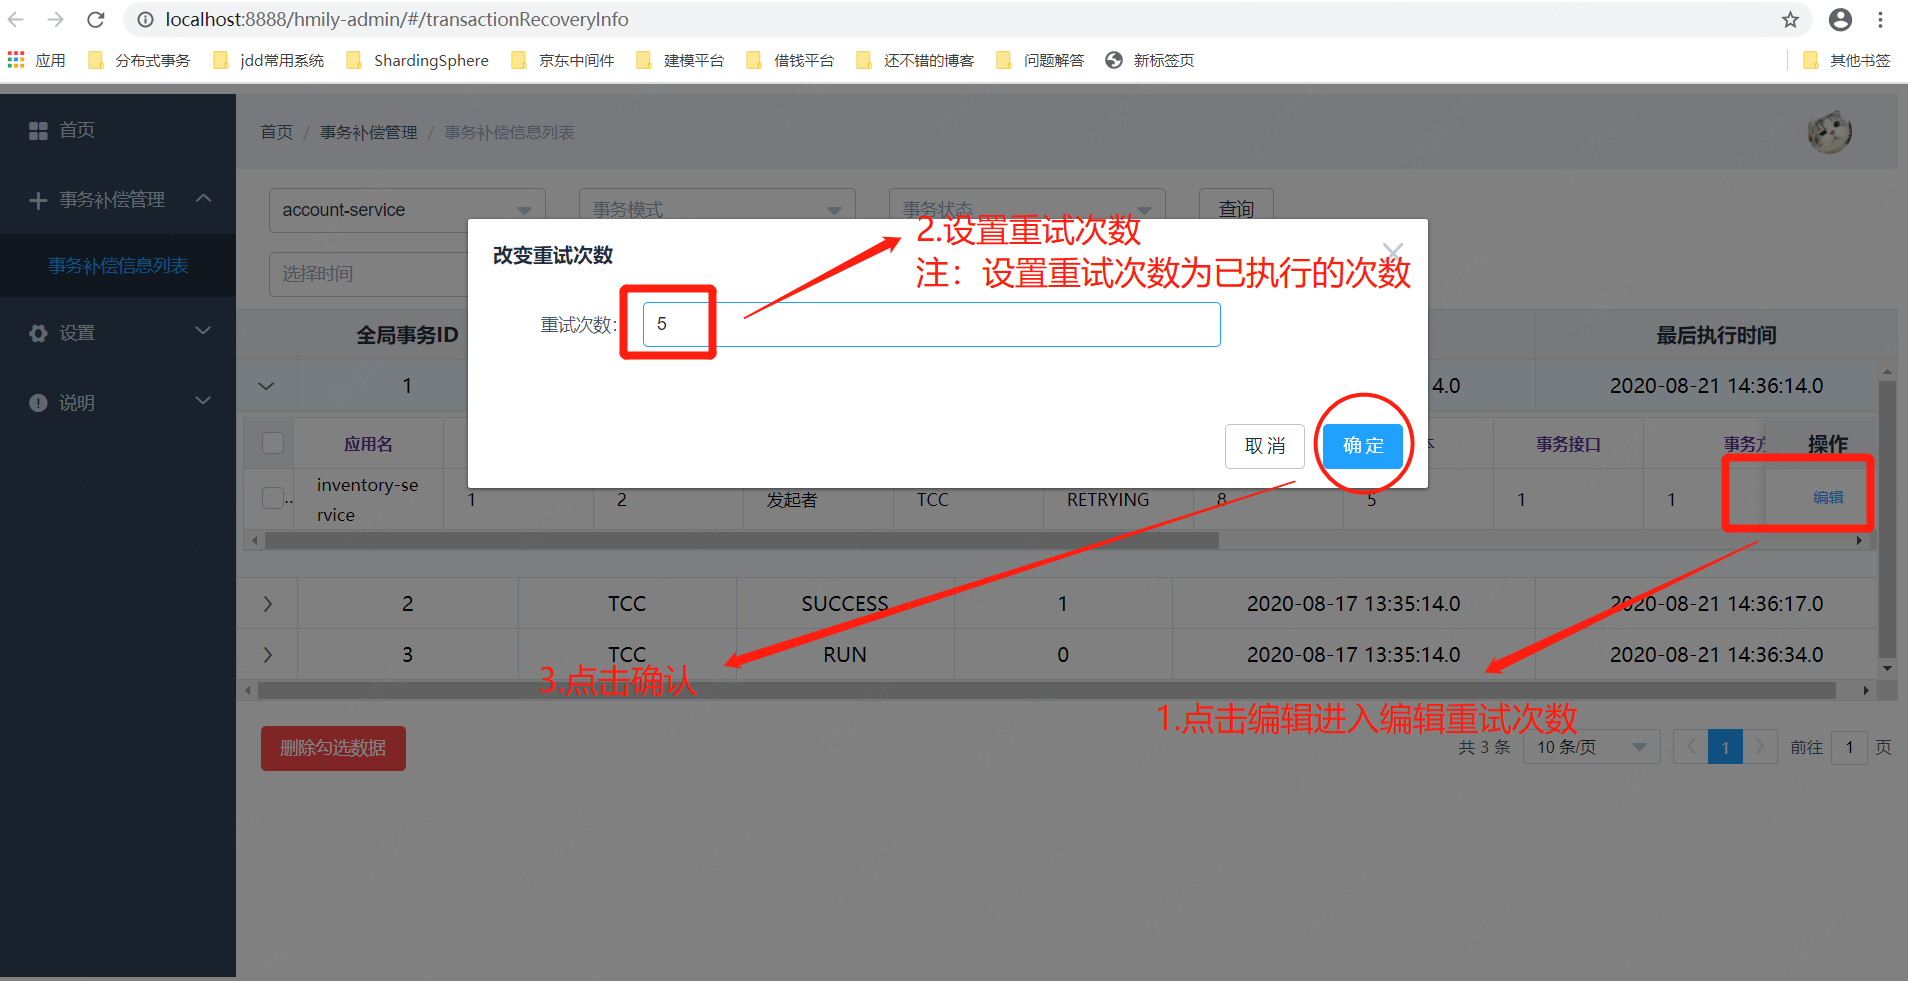 localhost:8888/hmily-admin/#/transactionRecoveryInfo
应用 分布式事务 jdd常用系统 ShardingSphere 京东中间件 建模平台 借钱平台 还不错的博客 问题解答 新标签页 其他书签
首页
事务补偿管理
事务补偿信息列表
设置
说明
首页 / 事务补偿管理 / 事务补偿信息列表
account-service 事务模式 事务状态 查询
选择时间
改变重试次数
2.设置重试次数
注：设置重试次数为已执行的次数
重试次数: 5
取消 确定
全局事务ID 最后执行时间
1 4.0 2020-08-21 14:36:14.0
应用名 事务接口 事务方 操作
inventory-se
rvice
1 2 发起者 TCC RETRYING 8 5 1 1 编辑
2 TCC SUCCESS 1 2020-08-17 13:35:14.0 2020-08-21 14:36:17.0
3 TCC RUN 0 2020-08-17 13:35:14.0 2020-08-21 14:36:34.0
3.点击确认
1.点击编辑进入编辑重试次数
删除勾选数据
共 3 条 10 条/页 1 前往 1 页